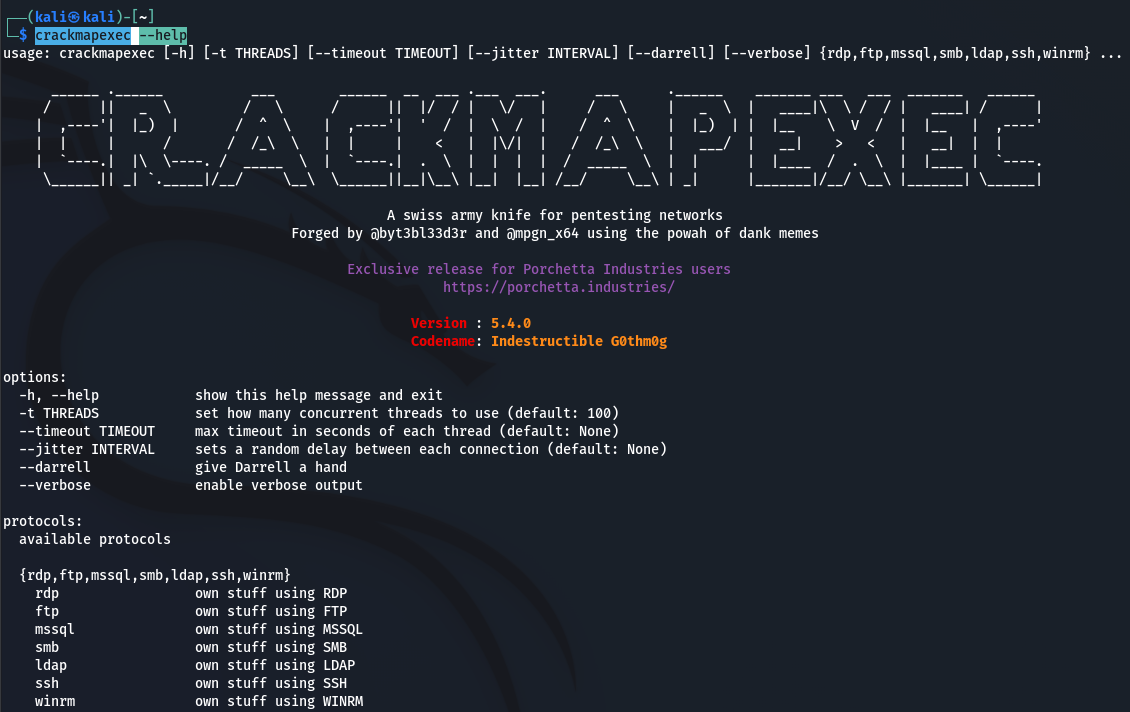 (kali㉿kali)-[~]
$ crackmapexec --help
usage: crackmapexec [-h] [-t THREADS] [--timeout TIMEOUT] [--jitter INTERVAL] [--darrell] [--verbose] {rdp,ftp,mssql,smb,ldap,ssh,winrm} ...
CRACKMAPEXEC
A swiss army knife for pentesting networks
Forged by @byt3bl33d3r and @mpgn_x64 using the powah of dank memes
Exclusive release for Porchetta Industries users
https://porchetta.industries/
Version : 5.4.0
Codename: Indestructible G0thm0g
options:
-h, --help show this help message and exit
-t THREADS set how many concurrent threads to use (default: 100)
--timeout TIMEOUT max timeout in seconds of each thread (default: None)
--jitter INTERVAL sets a random delay between each connection (default: None)
--darrell give Darrell a hand
--verbose enable verbose output
protocols:
available protocols
{rdp,ftp,mssql,smb,ldap,ssh,winrm}
rdp own stuff using RDP
ftp own stuff using FTP
mssql own stuff using MSSQL
smb own stuff using SMB
ldap own stuff using LDAP
ssh own stuff using SSH
winrm own stuff using WINRM